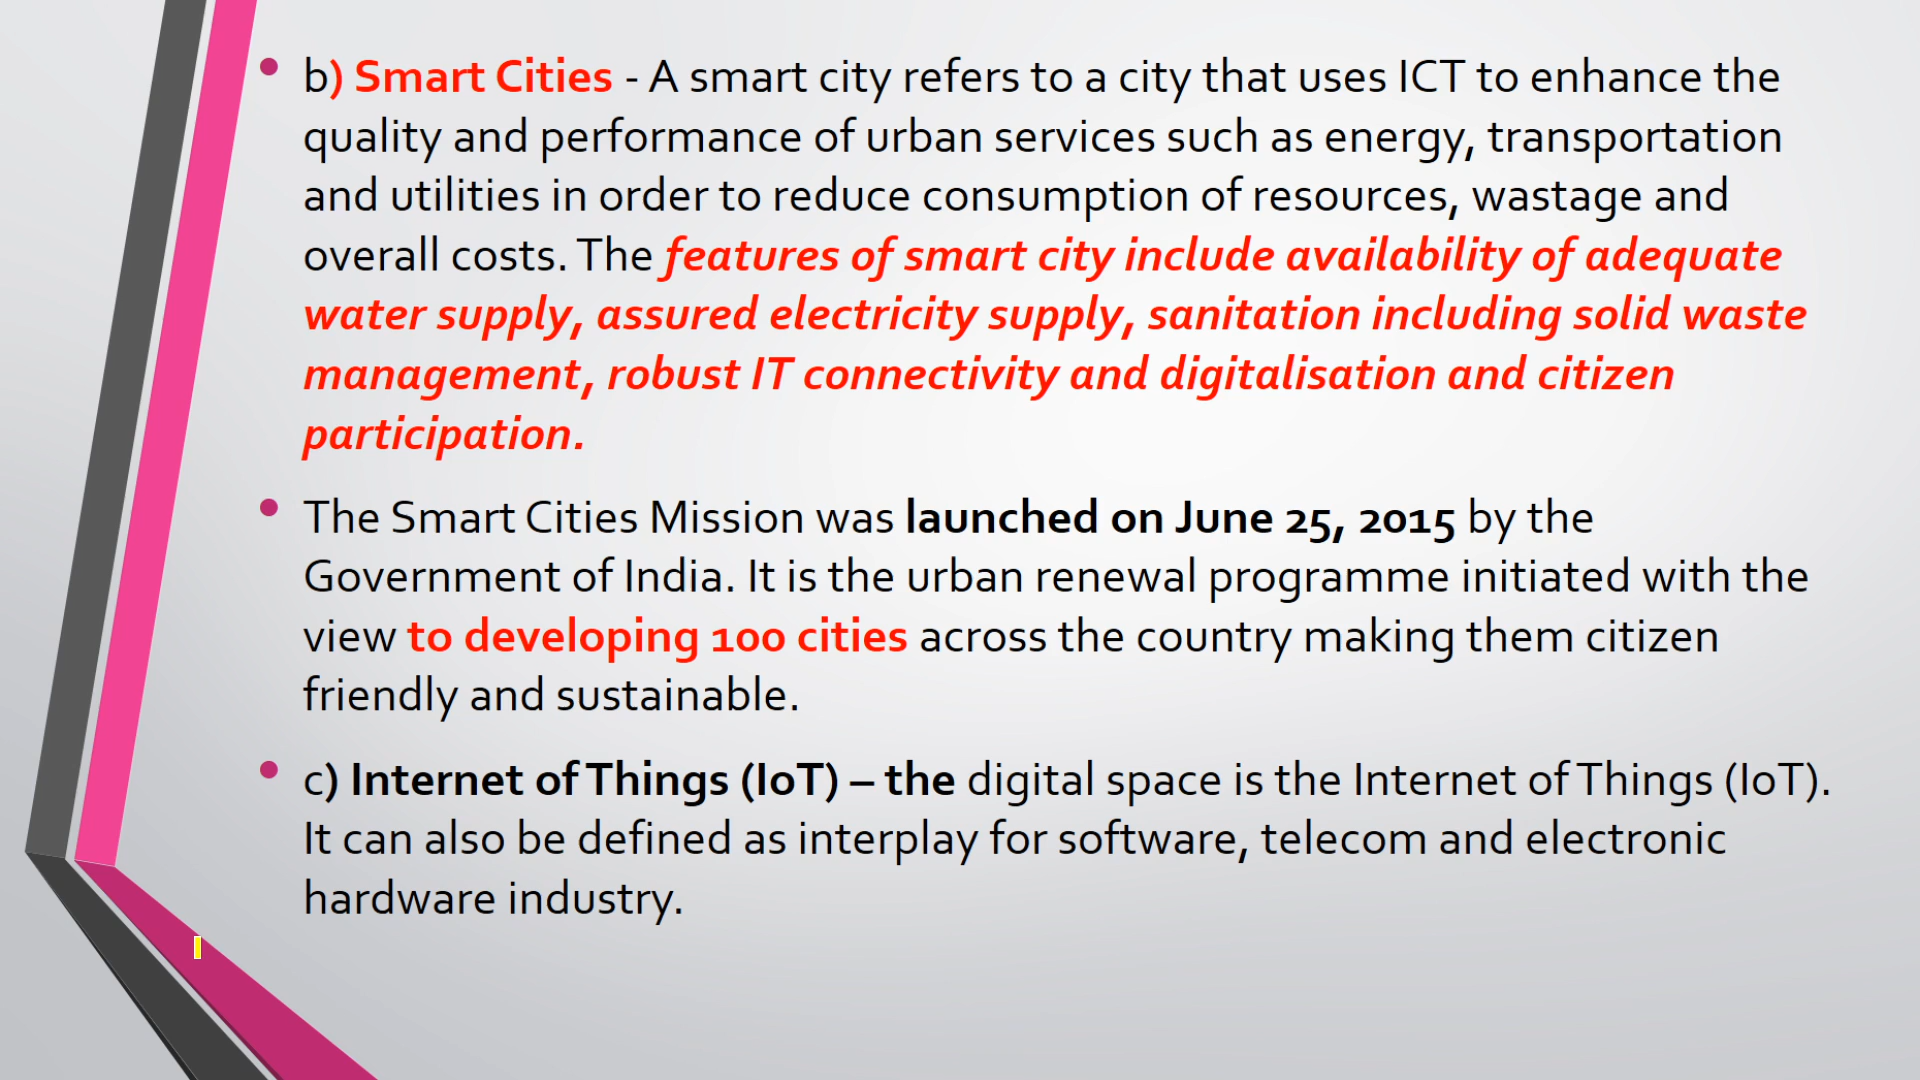 b) Smart Cities - A smart city refers to a city that uses ICT to enhance the
quality and performance of urban services such as energy, transportation
and utilities in order to reduce consumption of resources, wastage and
overall costs. The features of smart city include availability of adequate
water supply, assured electricity supply, sanitation including solid waste
management, robust IT connectivity and digitalisation and citizen
participation.
The Smart Cities Mission was launched on June 25, 2015 by the
Government of India. It is the urban renewal programme initiated with the
view to developing 100 cities across the country making them citizen
friendly and sustainable.
c) Internet of Things (IoT) – the digital space is the Internet of Things (IoT).
It can also be defined as interplay for software, telecom and electronic
hardware industry.